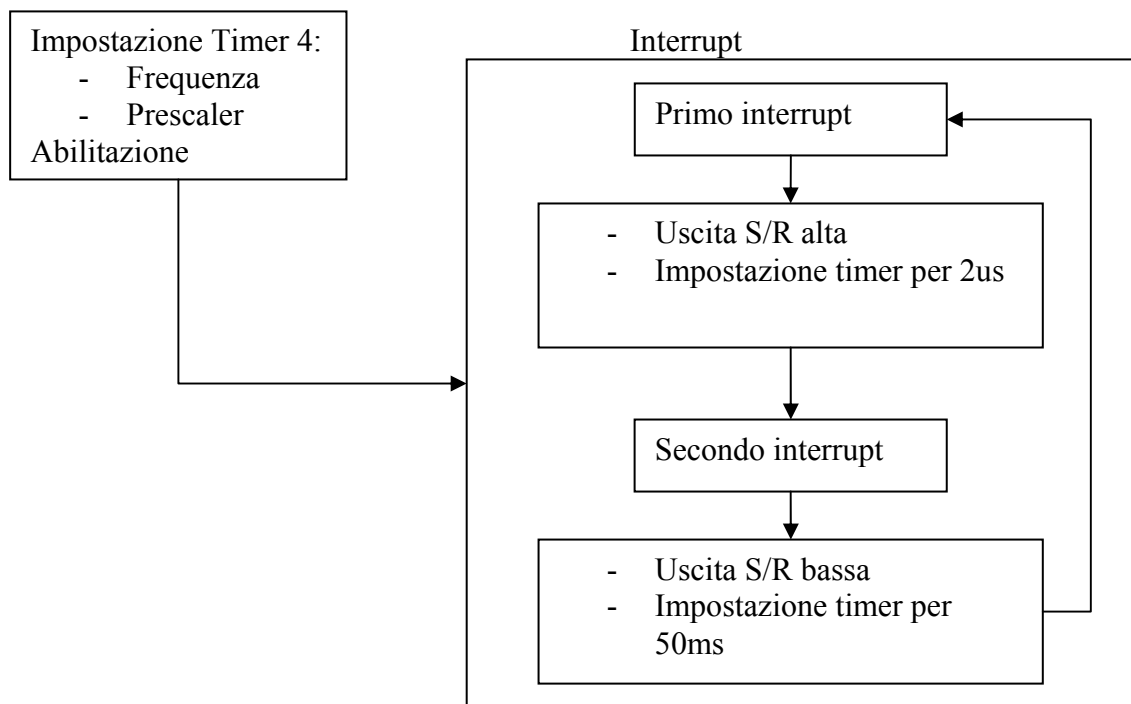 Impostazione Timer 4:
- Frequenza
- Prescaler
Abilitazione
Interrupt
Primo interrupt
- Uscita S/R alta
- Impostazione timer per 2us
Secondo interrupt
- Uscita S/R bassa
- Impostazione timer per
50ms